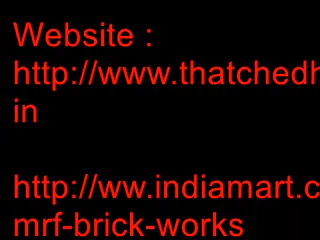 Website :
http://www.thatchedh
in
http://ww.indiamart.c
mrf-brick-works